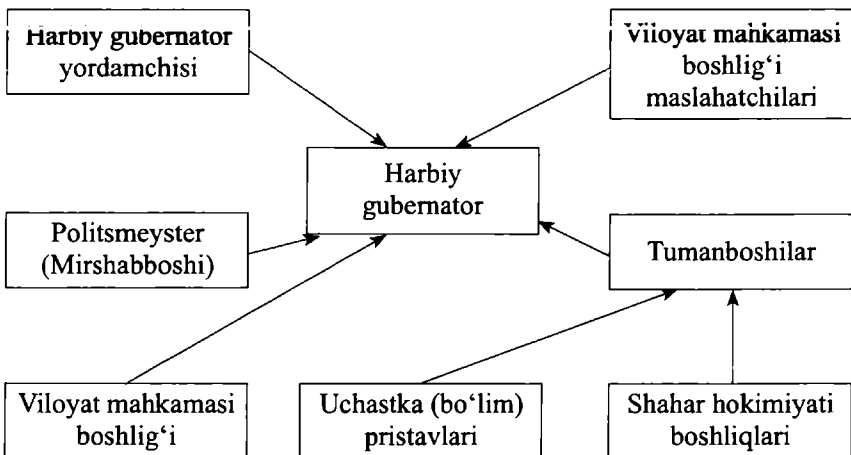 Harbiy gubernator
yordamchisi
Viloyat mahkamasi
boshlig‘i
maslahatchilari
Harbiy
gubernator
Politsmeyster
(Mirshabboshi)
Tumanboshilar
Viloyat mahkamasi
boshlig‘i
Uchastka (bo‘lim)
pristavlari
Shahar hokimiyati
boshliqlari